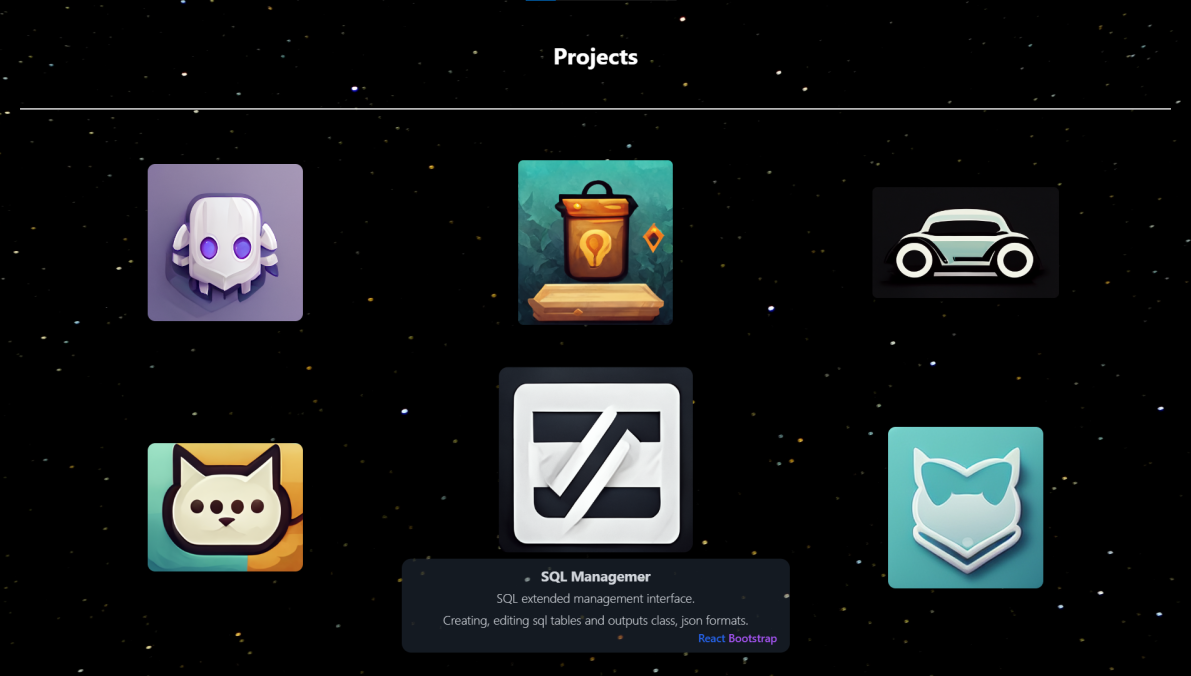 Projects
SQL Managemer
SQL extended management interface.
Creating, editing sql tables and outputs class, json formats.
React Bootstrap